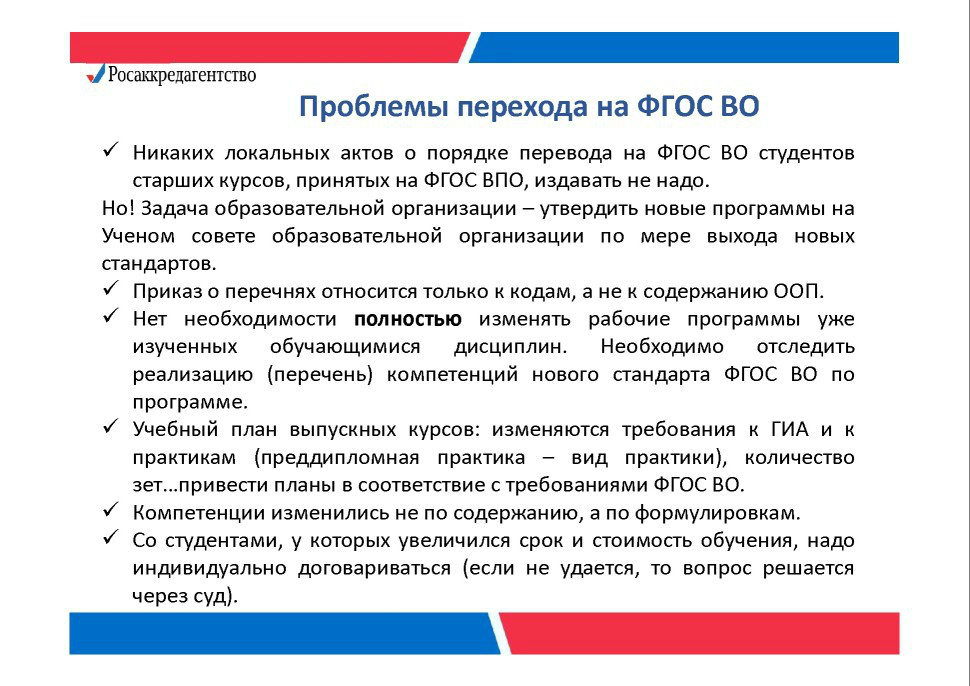 Росаккредагентство
Проблемы перехода на ФГОС ВО
✓ Никаких локальных актов о порядке перевода на ФГОС ВО студентов
старших курсов, принятых на ФГОС ВПО, издавать не надо.
Но! Задача образовательной организации – утвердить новые программы на
Ученом совете образовательной организации по мере выхода новых
стандартов.
✓ Приказ о перечнях относится только к кодам, а не к содержанию ООП.
✓ Нет необходимости полностью изменять рабочие программы уже
изученных обучающимися дисциплин. Необходимо отследить
реализацию (перечень) компетенций нового стандарта ФГОС ВО по
программе.
✓ Учебный план выпускных курсов: изменяются требования к ГИА и к
практикам (преддипломная практика – вид практики), количество
зет...привести планы в соответствие с требованиями ФГОС ВО.
✓ Компетенции изменились не по содержанию, а по формулировкам.
✓ Со студентами, у которых увеличился срок и стоимость обучения, надо
индивидуально договариваться (если не удается, то вопрос решается
через суд).